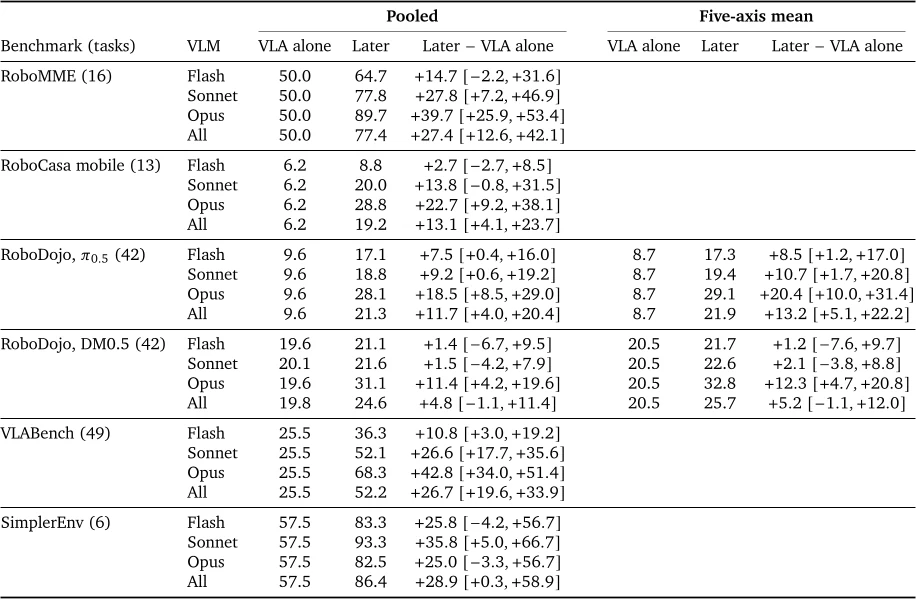 Pooled Five-axis mean
Benchmark (tasks) VLM VLA alone Later Later − VLA alone VLA alone Later Later − VLA alone
RoboMME (16) Flash 50.0 64.7 +14.7 [−2.2, +31.6]
Sonnet 50.0 77.8 +27.8 [+7.2, +46.9]
Opus 50.0 89.7 +39.7 [+25.9, +53.4]
All 50.0 77.4 +27.4 [+12.6, +42.1]
RoboCasa mobile (13) Flash 6.2 8.8 +2.7 [−2.7, +8.5]
Sonnet 6.2 20.0 +13.8 [−0.8, +31.5]
Opus 6.2 28.8 +22.7 [+9.2, +38.1]
All 6.2 19.2 +13.1 [+4.1, +23.7]
RoboDojo, π0.5 (42) Flash 9.6 17.1 +7.5 [+0.4, +16.0] 8.7 17.3 +8.5 [+1.2, +17.0]
Sonnet 9.6 18.8 +9.2 [+0.6, +19.2] 8.7 19.4 +10.7 [+1.7, +20.8]
Opus 9.6 28.1 +18.5 [+8.5, +29.0] 8.7 29.1 +20.4 [+10.0, +31.4]
All 9.6 21.3 +11.7 [+4.0, +20.4] 8.7 21.9 +13.2 [+5.1, +22.2]
RoboDojo, DM0.5 (42) Flash 19.6 21.1 +1.4 [−6.7, +9.5] 20.5 21.7 +1.2 [−7.6, +9.7]
Sonnet 20.1 21.6 +1.5 [−4.2, +7.9] 20.5 22.6 +2.1 [−3.8, +8.8]
Opus 19.6 31.1 +11.4 [+4.2, +19.6] 20.5 32.8 +12.3 [+4.7, +20.8]
All 19.8 24.6 +4.8 [−1.1, +11.4] 20.5 25.7 +5.2 [−1.1, +12.0]
VLABench (49) Flash 25.5 36.3 +10.8 [+3.0, +19.2]
Sonnet 25.5 52.1 +26.6 [+17.7, +35.6]
Opus 25.5 68.3 +42.8 [+34.0, +51.4]
All 25.5 52.2 +26.7 [+19.6, +33.9]
SimplerEnv (6) Flash 57.5 83.3 +25.8 [−4.2, +56.7]
Sonnet 57.5 93.3 +35.8 [+5.0, +66.7]
Opus 57.5 82.5 +25.0 [−3.3, +56.7]
All 57.5 86.4 +28.9 [+0.3, +58.9]